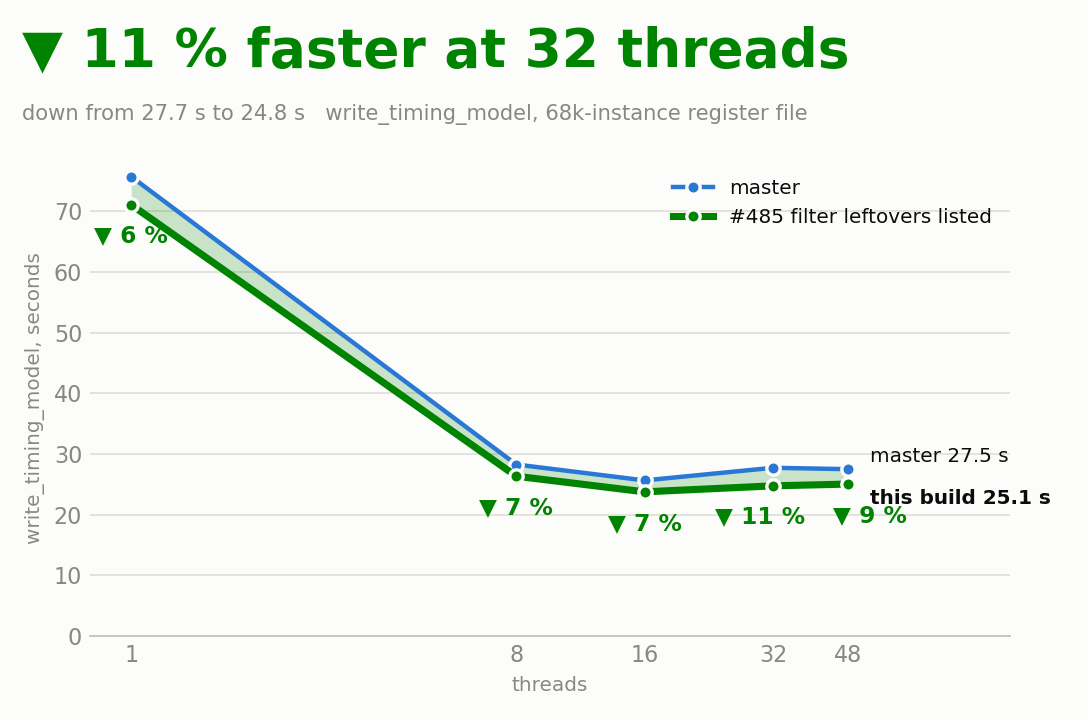 ▼ 11 % faster at 32 threads
down from 27.7 s to 24.8 s   write_timing_model, 68k-instance register file
master
#485 filter leftovers listed
write_timing_model, seconds
70
60
50
40
30
20
10
0
▼ 6 %
▼ 7 %
▼ 7 %
▼ 11 %
▼ 9 %
master 27.5 s
this build 25.1 s
1 8 16 32 48
threads